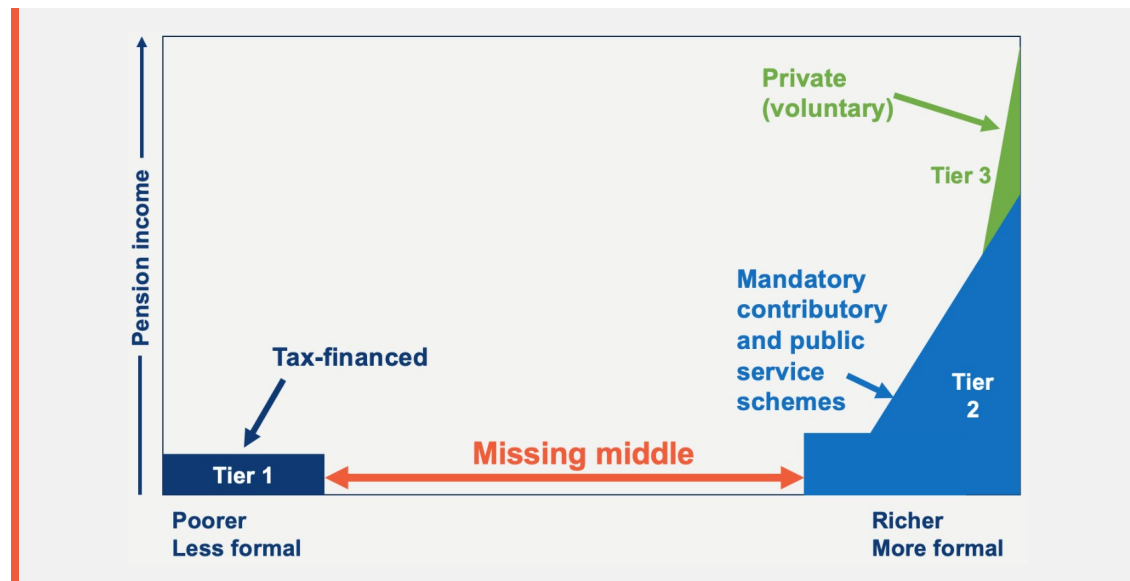 Pension income
Private
(voluntary)
Tier 3
Mandatory
contributory
and public
service
schemes
Tier
2
Tax-financed
Missing middle
Tier 1
Poorer
Less formal
Richer
More formal